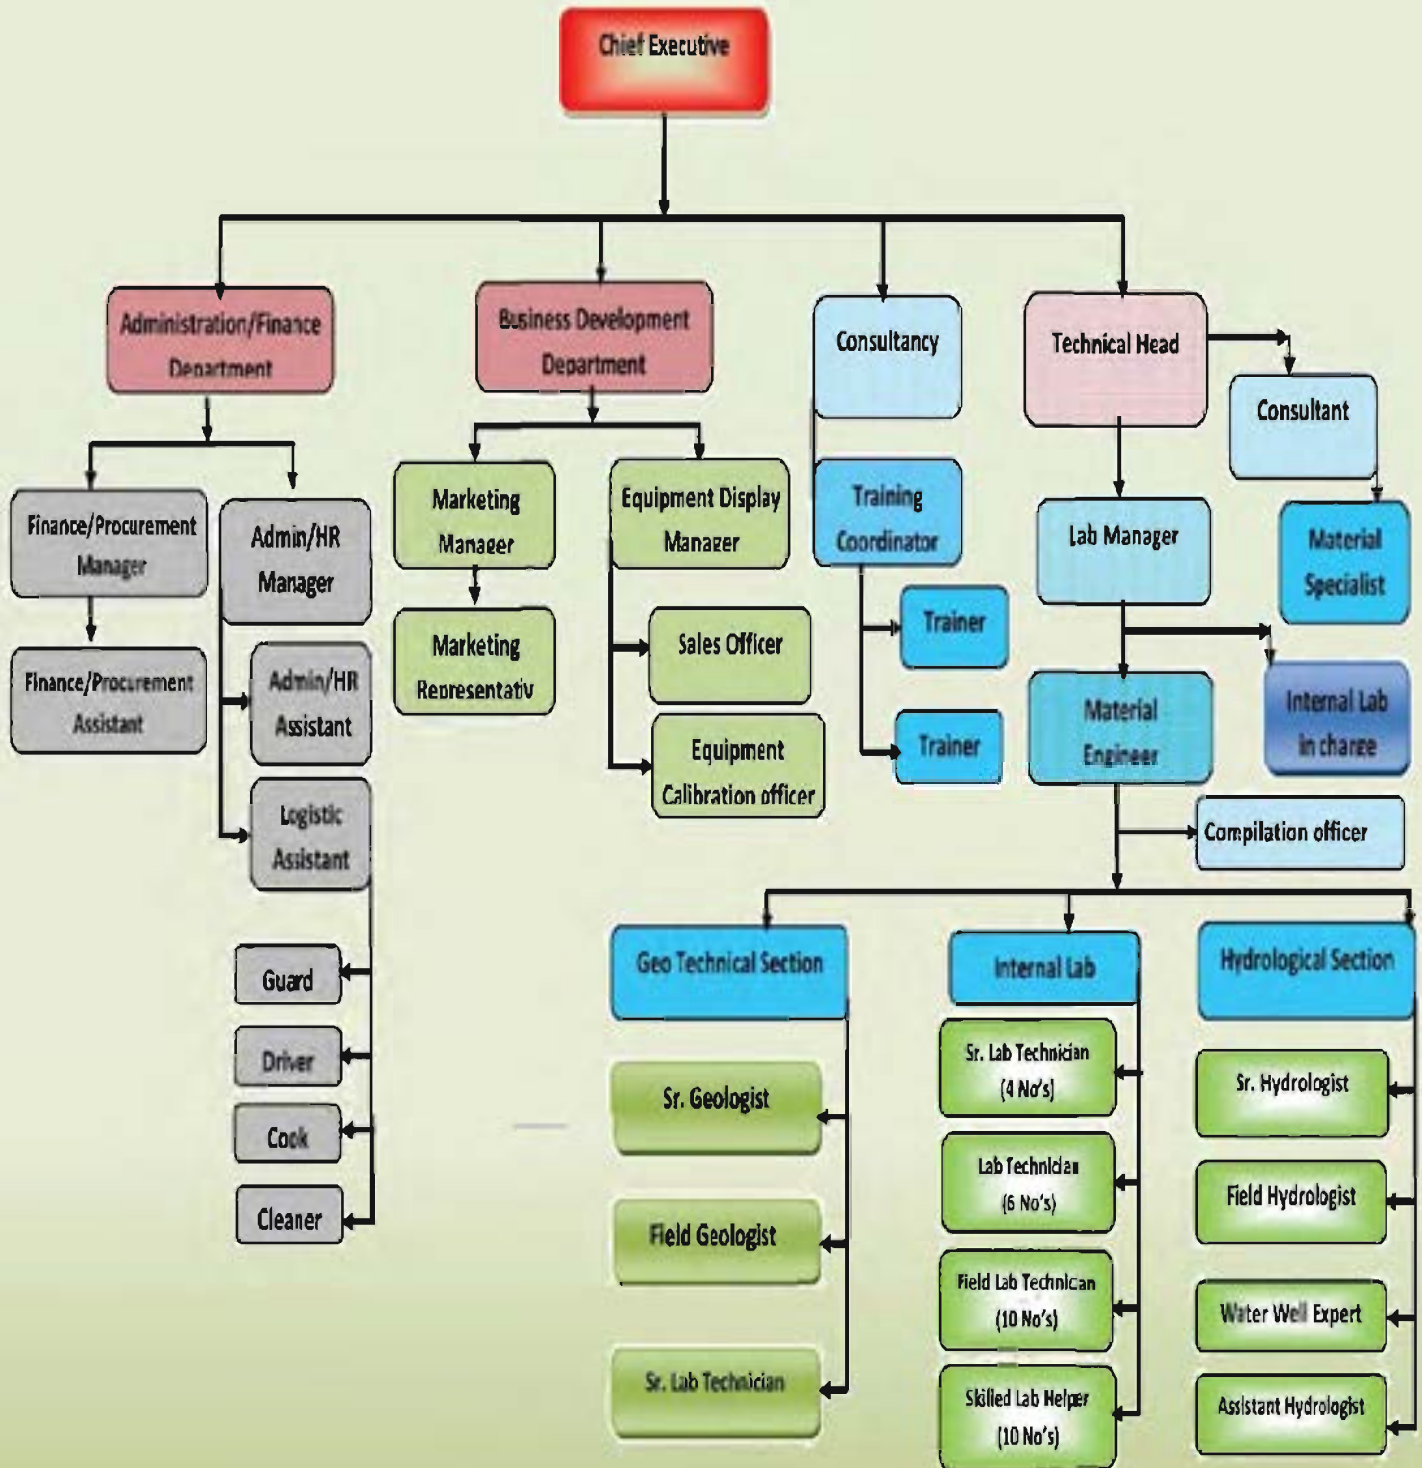 Chief Executive
Administration/Finance
Department
Business Development
Department
Consultancy
Technical Head
Consultant
Finance/Procurement
Manager
Admin/HR
Manager
Marketing
Manager
Equipment Display
Manager
Training
Coordinator
Lab Manager
Material
Specialist
Finance/Procurement
Assistant
Admin/HR
Assistant
Marketing
Representativ
Sales Officer
Trainer
Material
Engineer
Internal Lab
in change
Logistic
Assistant
Equipment
Calibration officer
Trainer
Compilation officer
Guard
Driver
Cook
Cleaner
Geo Technical Section
Sr. Geologist
Field Geologist
Sr. Lab Technician
Internal Lab
Sr. Lab Technician
(4 No's)
Lab Technician
(6 No's)
Field Lab Technician
(10 No's)
Skilled Lab Helper
(10 No's)
Hydrological Section
Sr. Hydrologist
Field Hydrologist
Water Well Expert
Assistant Hydrologist